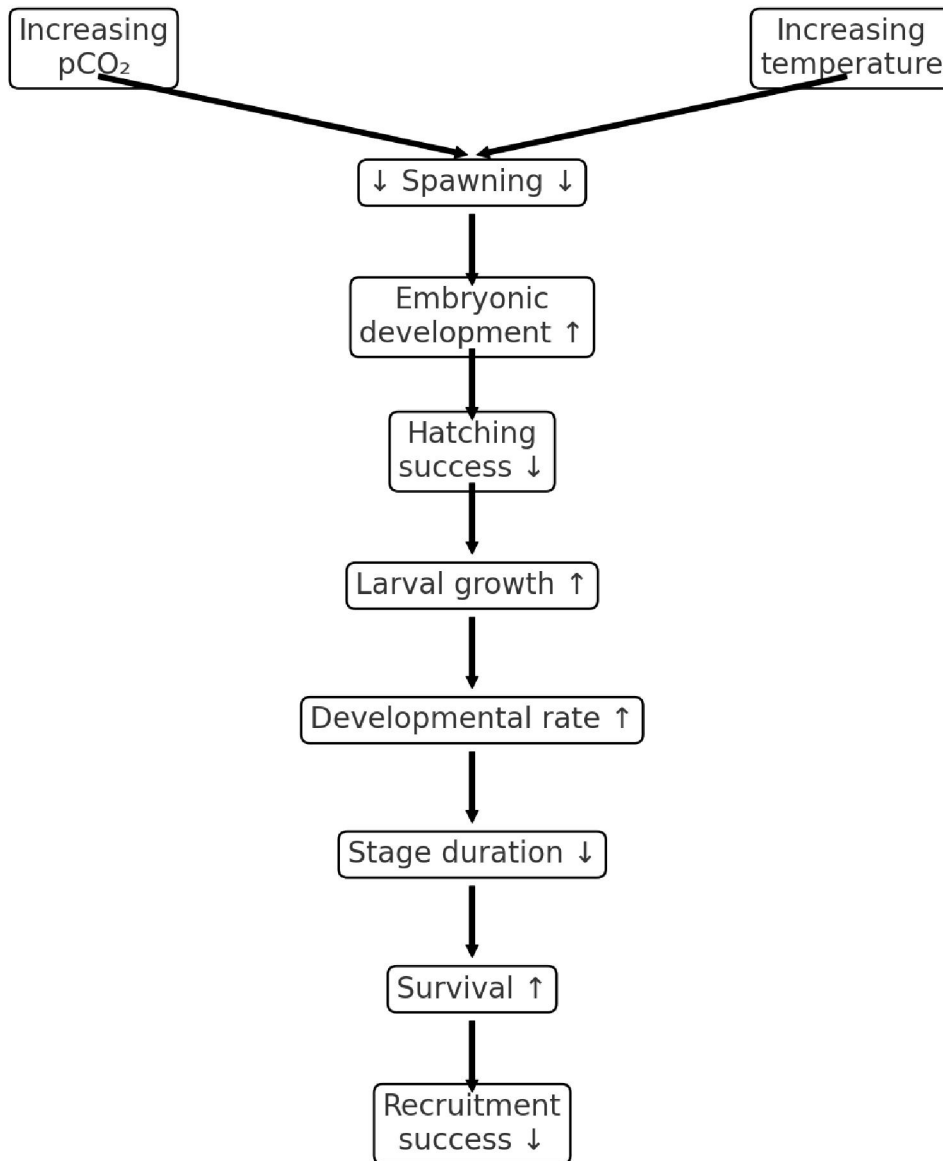 Increasing
pCO₂
Increasing
temperature
↓ Spawning ↓
Embryonic
development ↑
Hatching
success ↓
Larval growth ↑
Developmental rate ↑
Stage duration ↓
Survival ↑
Recruitment
success ↓